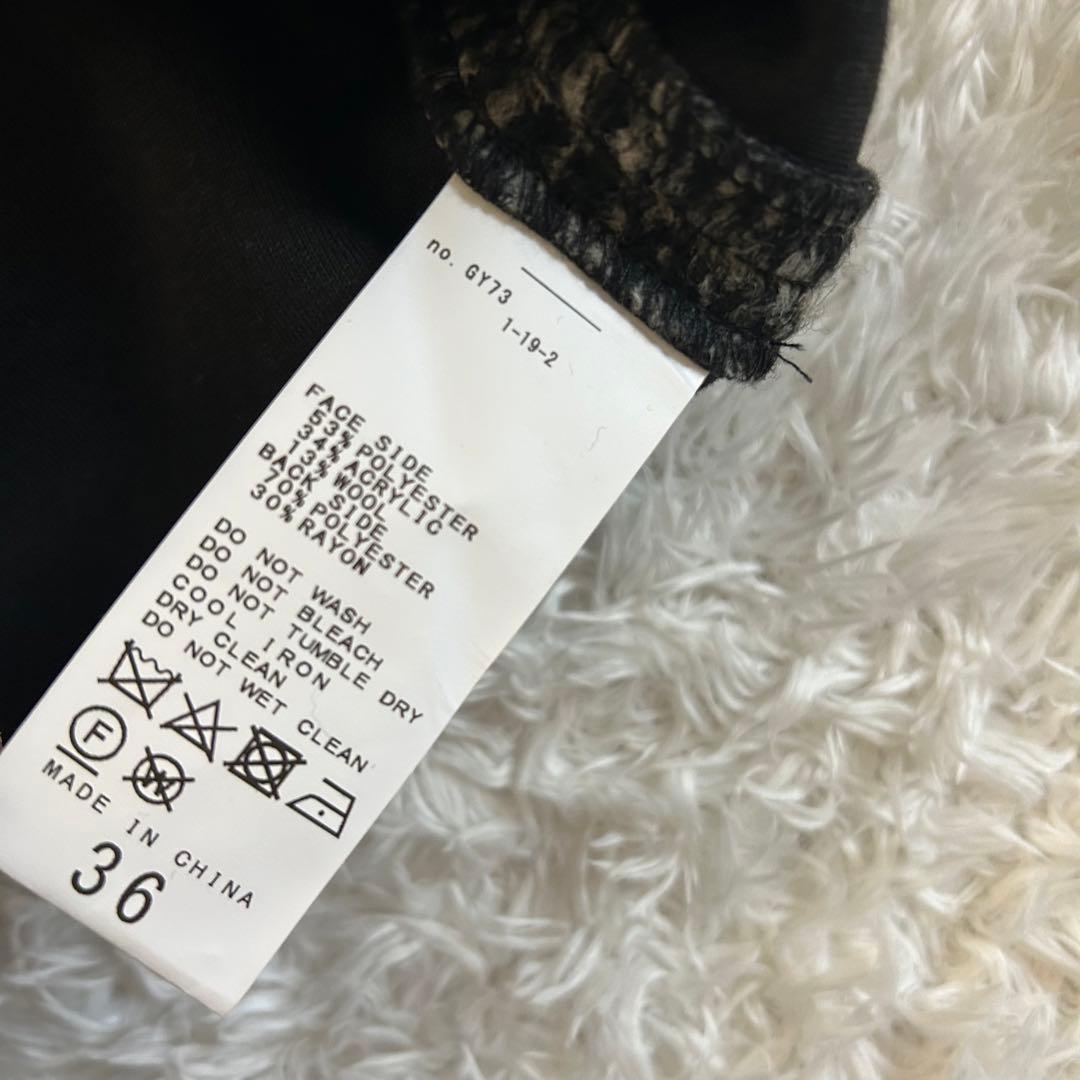 no. GY73
1-19-2
FACE SIDE
53% POLYESTER
34% ACRYLIC
13% WOOL
BACK SIDE
70% POLYESTER
30% RAYON
DO NOT WASH
DO NOT BLEACH
DO NOT TUMBLE DRY
COOL IRON
DRY CLEAN
DO NOT WET CLEAN
F
W
MADE IN CHINA
36